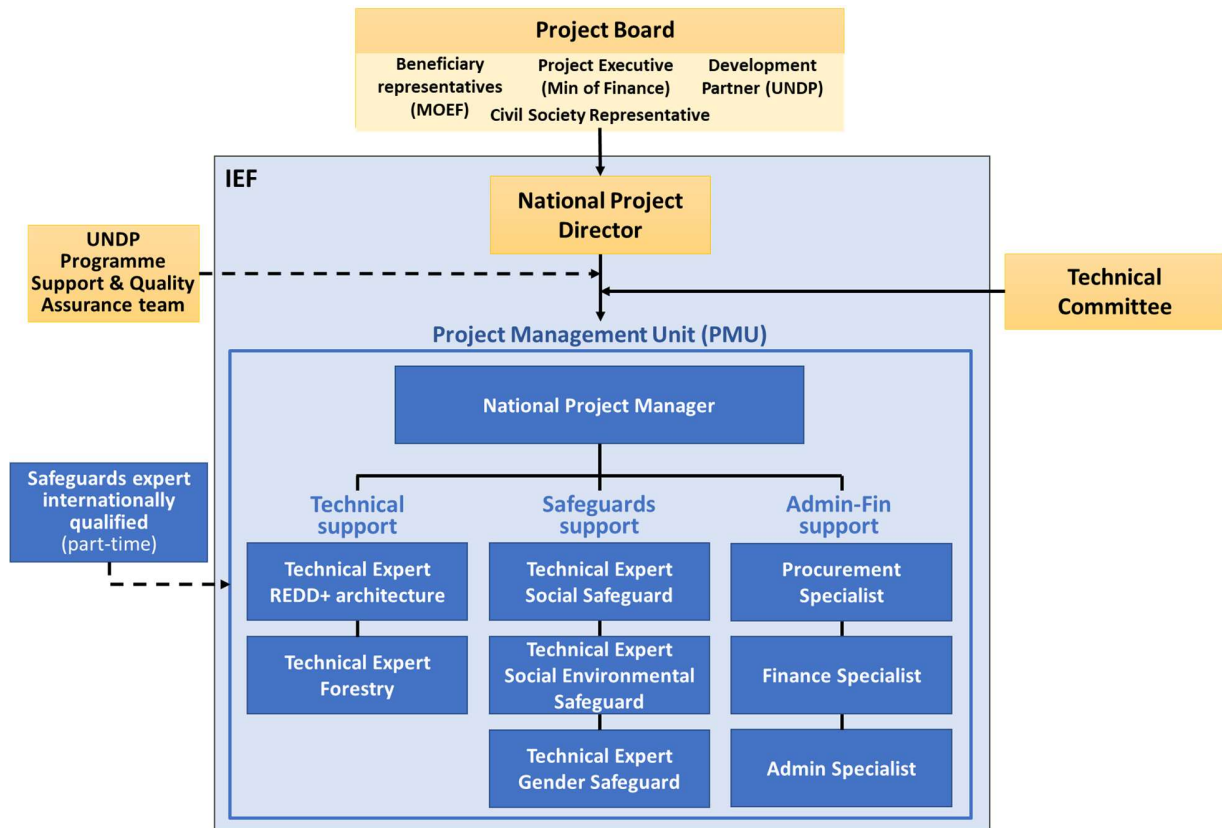 Project Board
Beneficiary
representatives
(MOEF)
Project Executive
(Min of Finance)
Development
Partner (UNDP)
Civil Society Representative
IEF
National Project
Director
UNDP
Programme
Support & Quality
Assurance team
Technical
Committee
Project Management Unit (PMU)
National Project Manager
Safeguards expert
internationally
qualified
(part-time)
Technical
support
Safeguards
support
Admin-Fin
support
Technical Expert
REDD+ architecture
Technical Expert
Social Safeguard
Procurement
Specialist
Technical Expert
Forestry
Technical Expert
Social Environmental
Safeguard
Finance Specialist
Technical Expert
Gender Safeguard
Admin Specialist